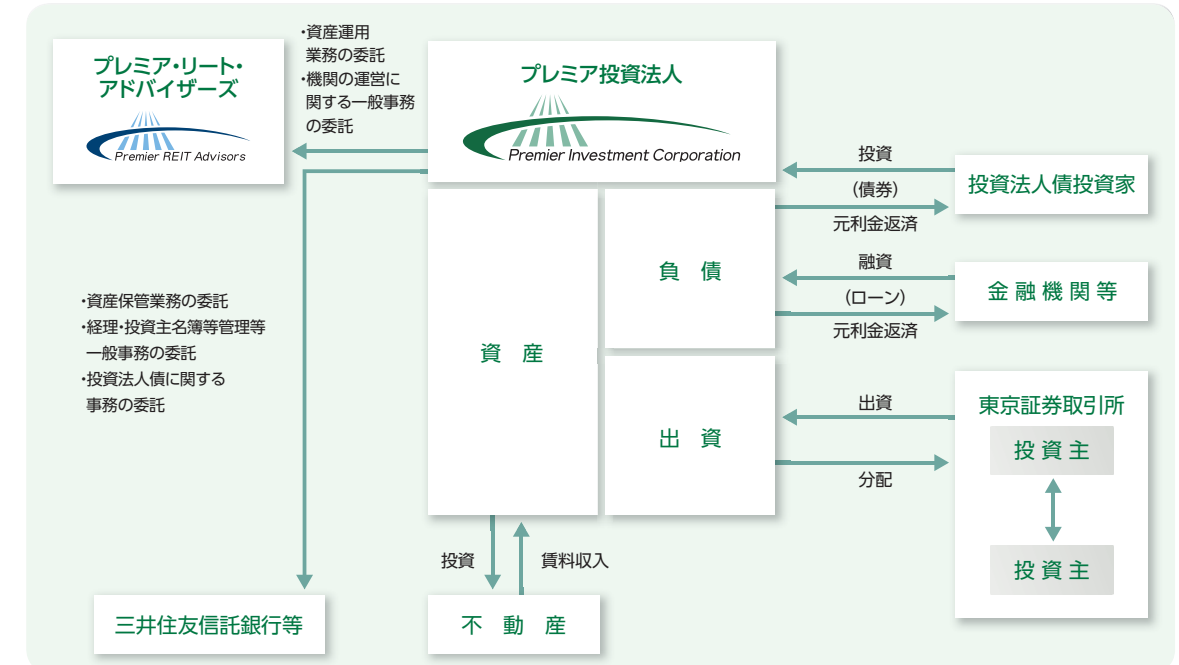 プレミア・リート・
アドバイザーズ
Premier REIT Advisors
・資産運用
業務の委託
・機関の運営に
関する一般事務
の委託
プレミア投資法人
Premier Investment Corporation
投資
(債券)
元利金返済
投資法人債投資家
負 債
融資
(ローン)
元利金返済
金融機関等
・資産保管業務の委託
・経理・投資主名簿等管理等
一般事務の委託
・投資法人債に関する
事務の委託
資 産
出 資
出資
分配
東京証券取引所
投資主
投資主
投資
賃料収入
三井住友信託銀行等
不 動 産